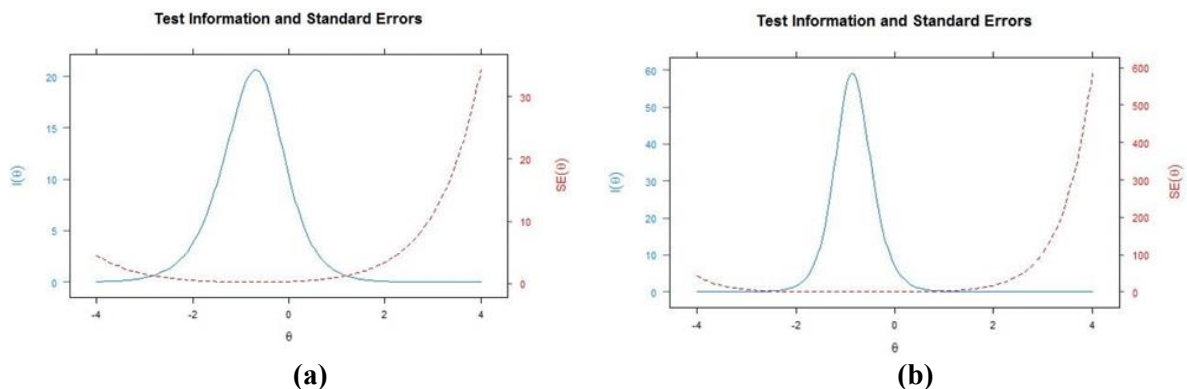 Test Information and Standard Errors
20
15
10
5
0
I(θ)
30
20
10
0
SE(θ)
-4 -2 0 2 4
θ
(a)
Test Information and Standard Errors
60
50
40
30
20
10
0
I(θ)
600
500
400
300
200
100
0
SE(θ)
-4 -2 0 2 4
θ
(b)